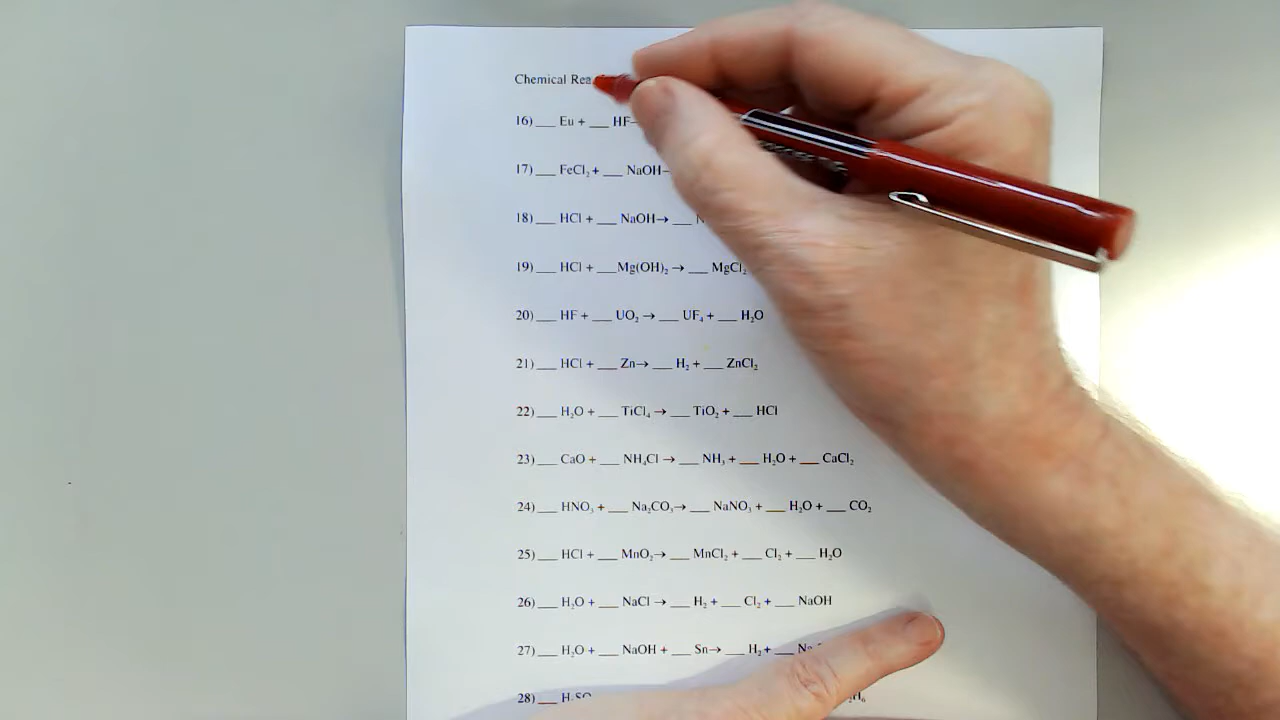 Chemical
16) ___ Eu + ___ HF
17) ___ FeCl₂ + ___ NaOH
18) ___ HCl + ___ NaOH→ ___
19) ___ HCl + ___Mg(OH)₂ → ___ MgCl₂
20) ___ HF + ___ UO₂ → ___ UF₄ + ___ H₂O
21) ___ HCl + ___ Zn→ ___ H₂ + ___ ZnCl₂
22) ___ H₂O + ___ TiCl₄ → ___ TiO₂ + ___ HCl
23) ___ CaO + ___ NH₄Cl → ___ NH₃ + ___ H₂O + ___ CaCl₂
24) ___ HNO₃ + ___ Na₂CO₃→ ___ NaNO₃ + ___ H₂O + ___ CO₂
25) ___ HCl + ___ MnO₂→ ___ MnCl₂ + ___ Cl₂ + ___ H₂O
26) ___ H₂O + ___ NaCl → ___ H₂ + ___ Cl₂ + ___ NaOH
27) ___ H₂O + ___ NaOH + ___ Sn→ ___ H₂ + ___
28) ___